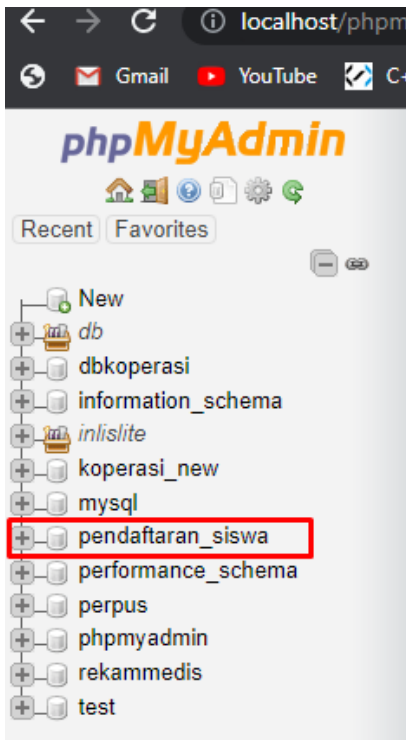 localhost/phpm
Gmail YouTube C+
phpMyAdmin
Recent Favorites
New
db
dbkoperasi
information_schema
inlislite
koperasi_new
mysql
pendaftaran_siswa
performance_schema
perpus
phpmyadmin
rekammedis
test